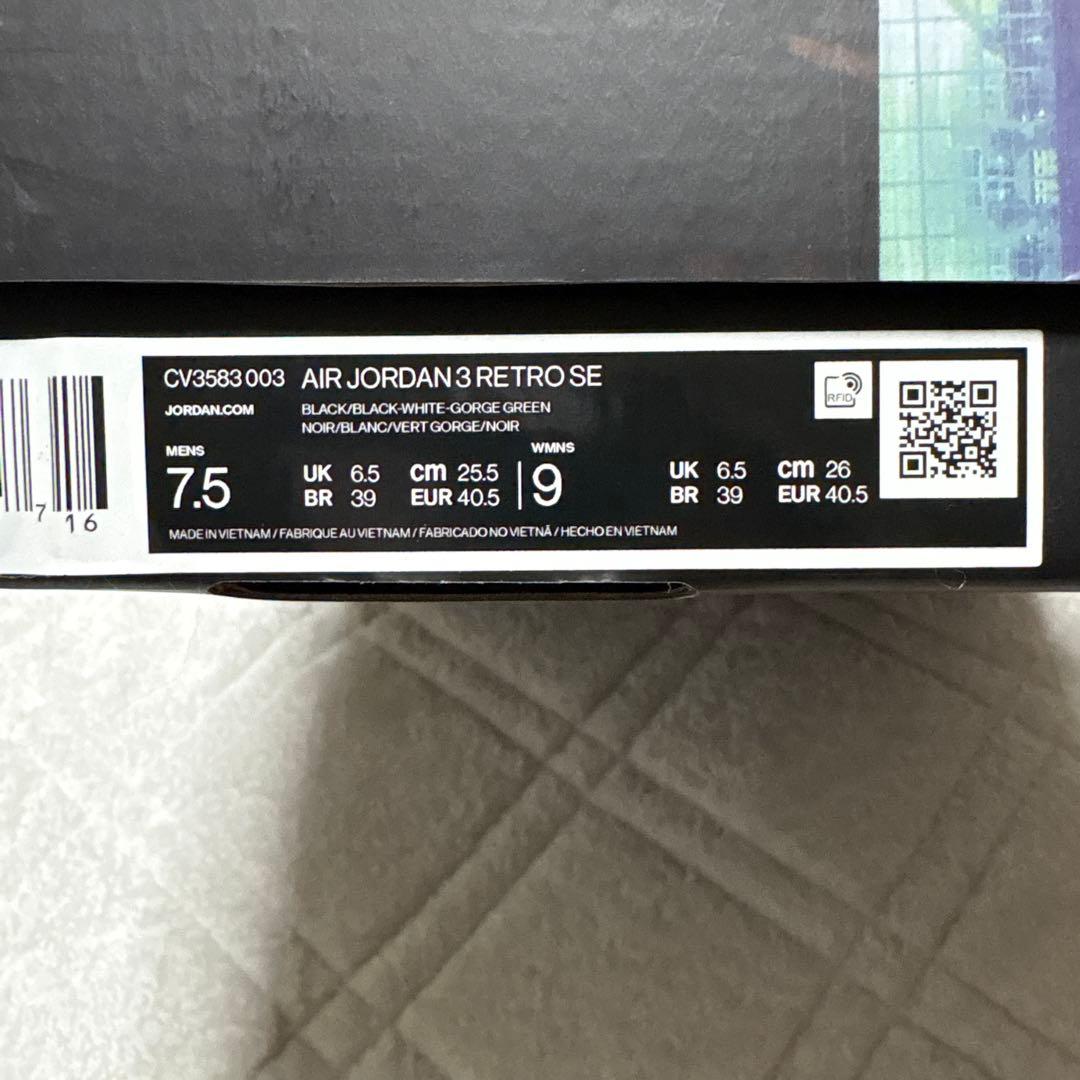 CV3583 003 AIR JORDAN 3 RETRO SE
JORDAN.COM
BLACK/BLACK-WHITE-GORGE GREEN
NOIR/BLANC/VERT GORGE/NOIR
RFID
MENS
7.5
UK 6.5 cm 25.5
BR 39 EUR 40.5
WMNS
9
UK 6.5 cm 26
BR 39 EUR 40.5
MADE IN VIETNAM / FABRIQUE AU VIETNAM / FABRICADO NO VIETNÃ / HECHO EN VIETNAM
7 16